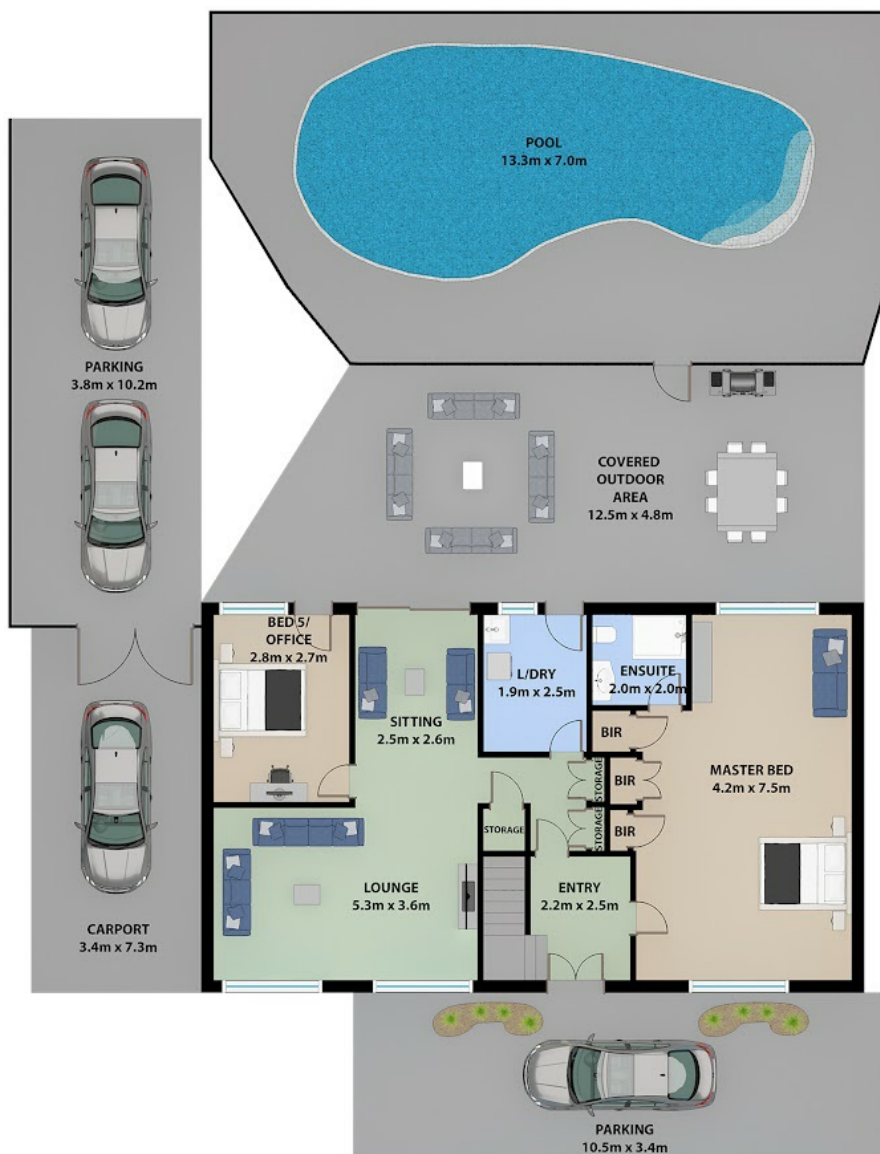 POOL
13.3m x 7.0m
PARKING
3.8m x 10.2m
COVERED
OUTDOOR
AREA
12.5m x 4.8m
BED 5/
OFFICE
2.8m x 2.7m
SITTING
2.5m x 2.6m
L/DRY
1.9m x 2.5m
ENSUITE
2.0m x 2.0m
BIR
STORAGE
BIR
MASTER BED
4.2m x 7.5m
STORAGE
STORAGE
BIR
LOUNGE
5.3m x 3.6m
ENTRY
2.2m x 2.5m
CARPORT
3.4m x 7.3m
PARKING
10.5m x 3.4m